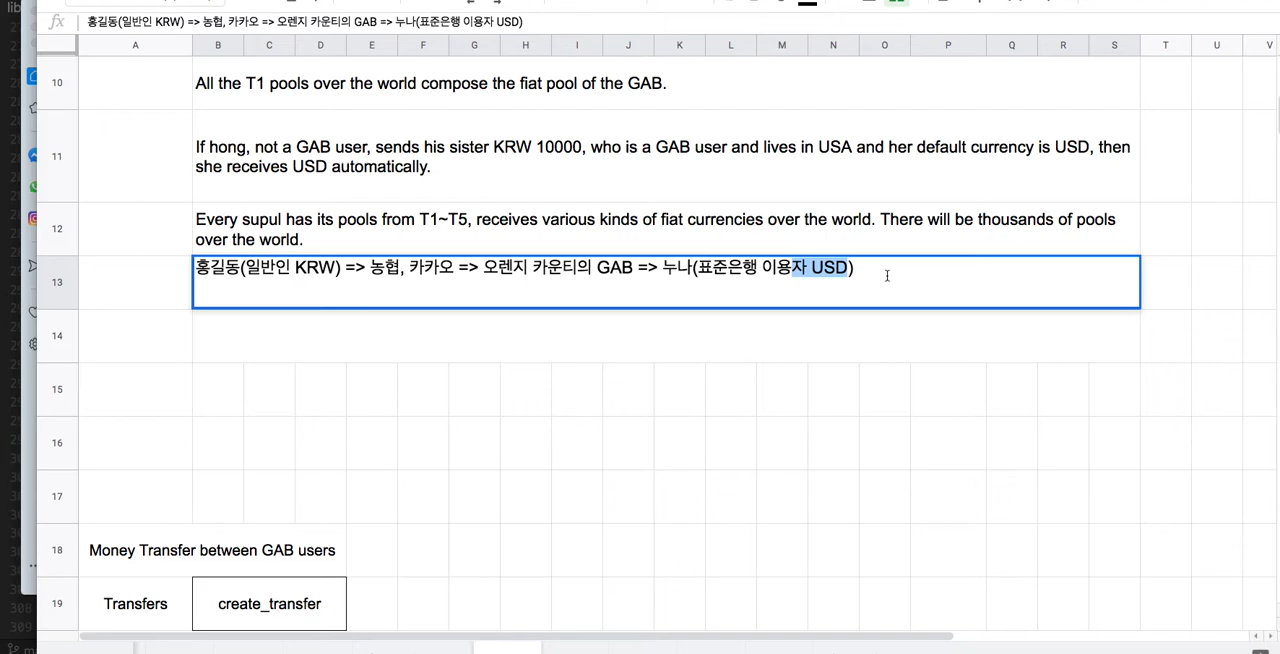 lib
fx 홍길동(일반인 KRW) => 농협, 카카오 => 오렌지 카운티의 GAB => 누나(표준은행 이용자 USD)
A B C D E F G H I J K L M N O P Q R S T U V
10 All the T1 pools over the world compose the fiat pool of the GAB.
11 If hong, not a GAB user, sends his sister KRW 10000, who is a GAB user and lives in USA and her default currency is USD, then
she receives USD automatically.
12 Every supul has its pools from T1~T5, receives various kinds of fiat currencies over the world. There will be thousands of pools
over the world.
13 홍길동(일반인 KRW) => 농협, 카카오 => 오렌지 카운티의 GAB => 누나(표준은행 이용자 USD)
14
15
16
17
18 Money Transfer between GAB users
19 Transfers create_transfer
308
309